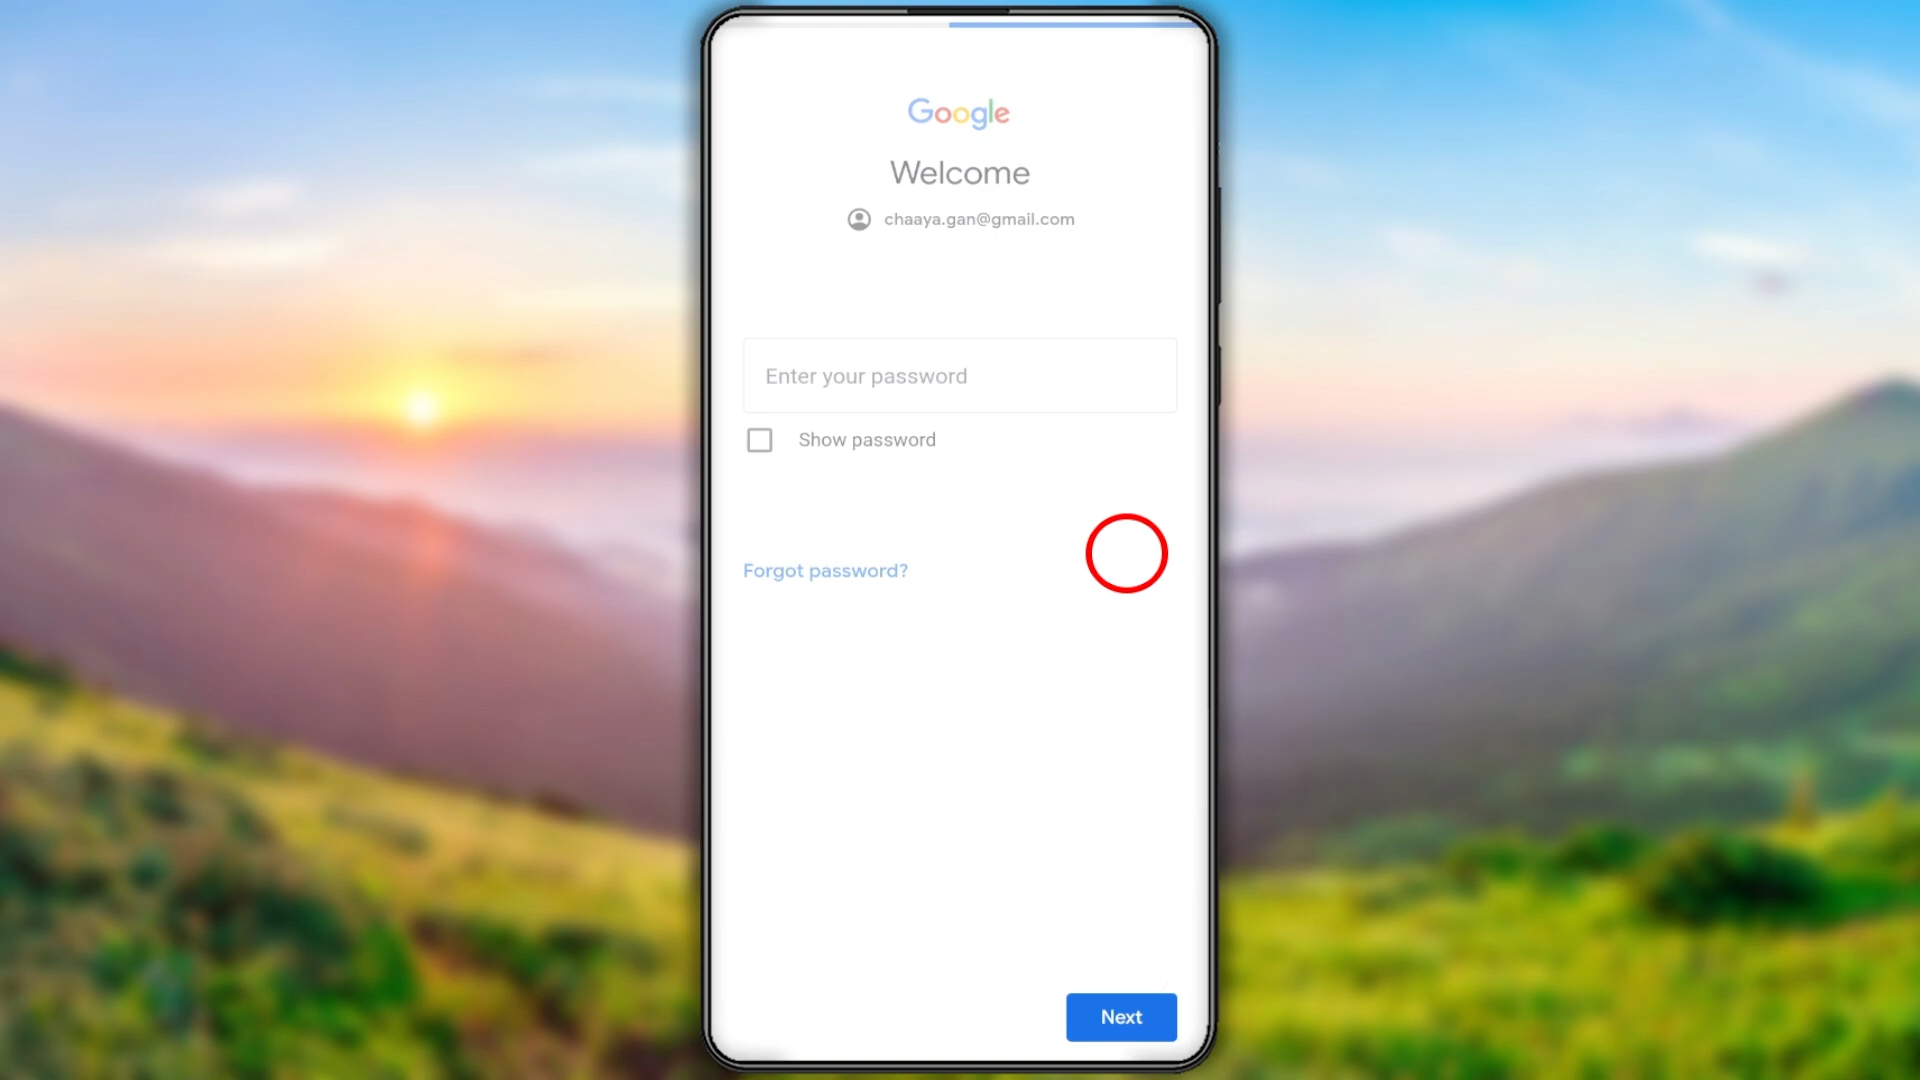 Google
Welcome
chaaya.gan@gmail.com
Enter your password
Show password
Forgot password?
Next